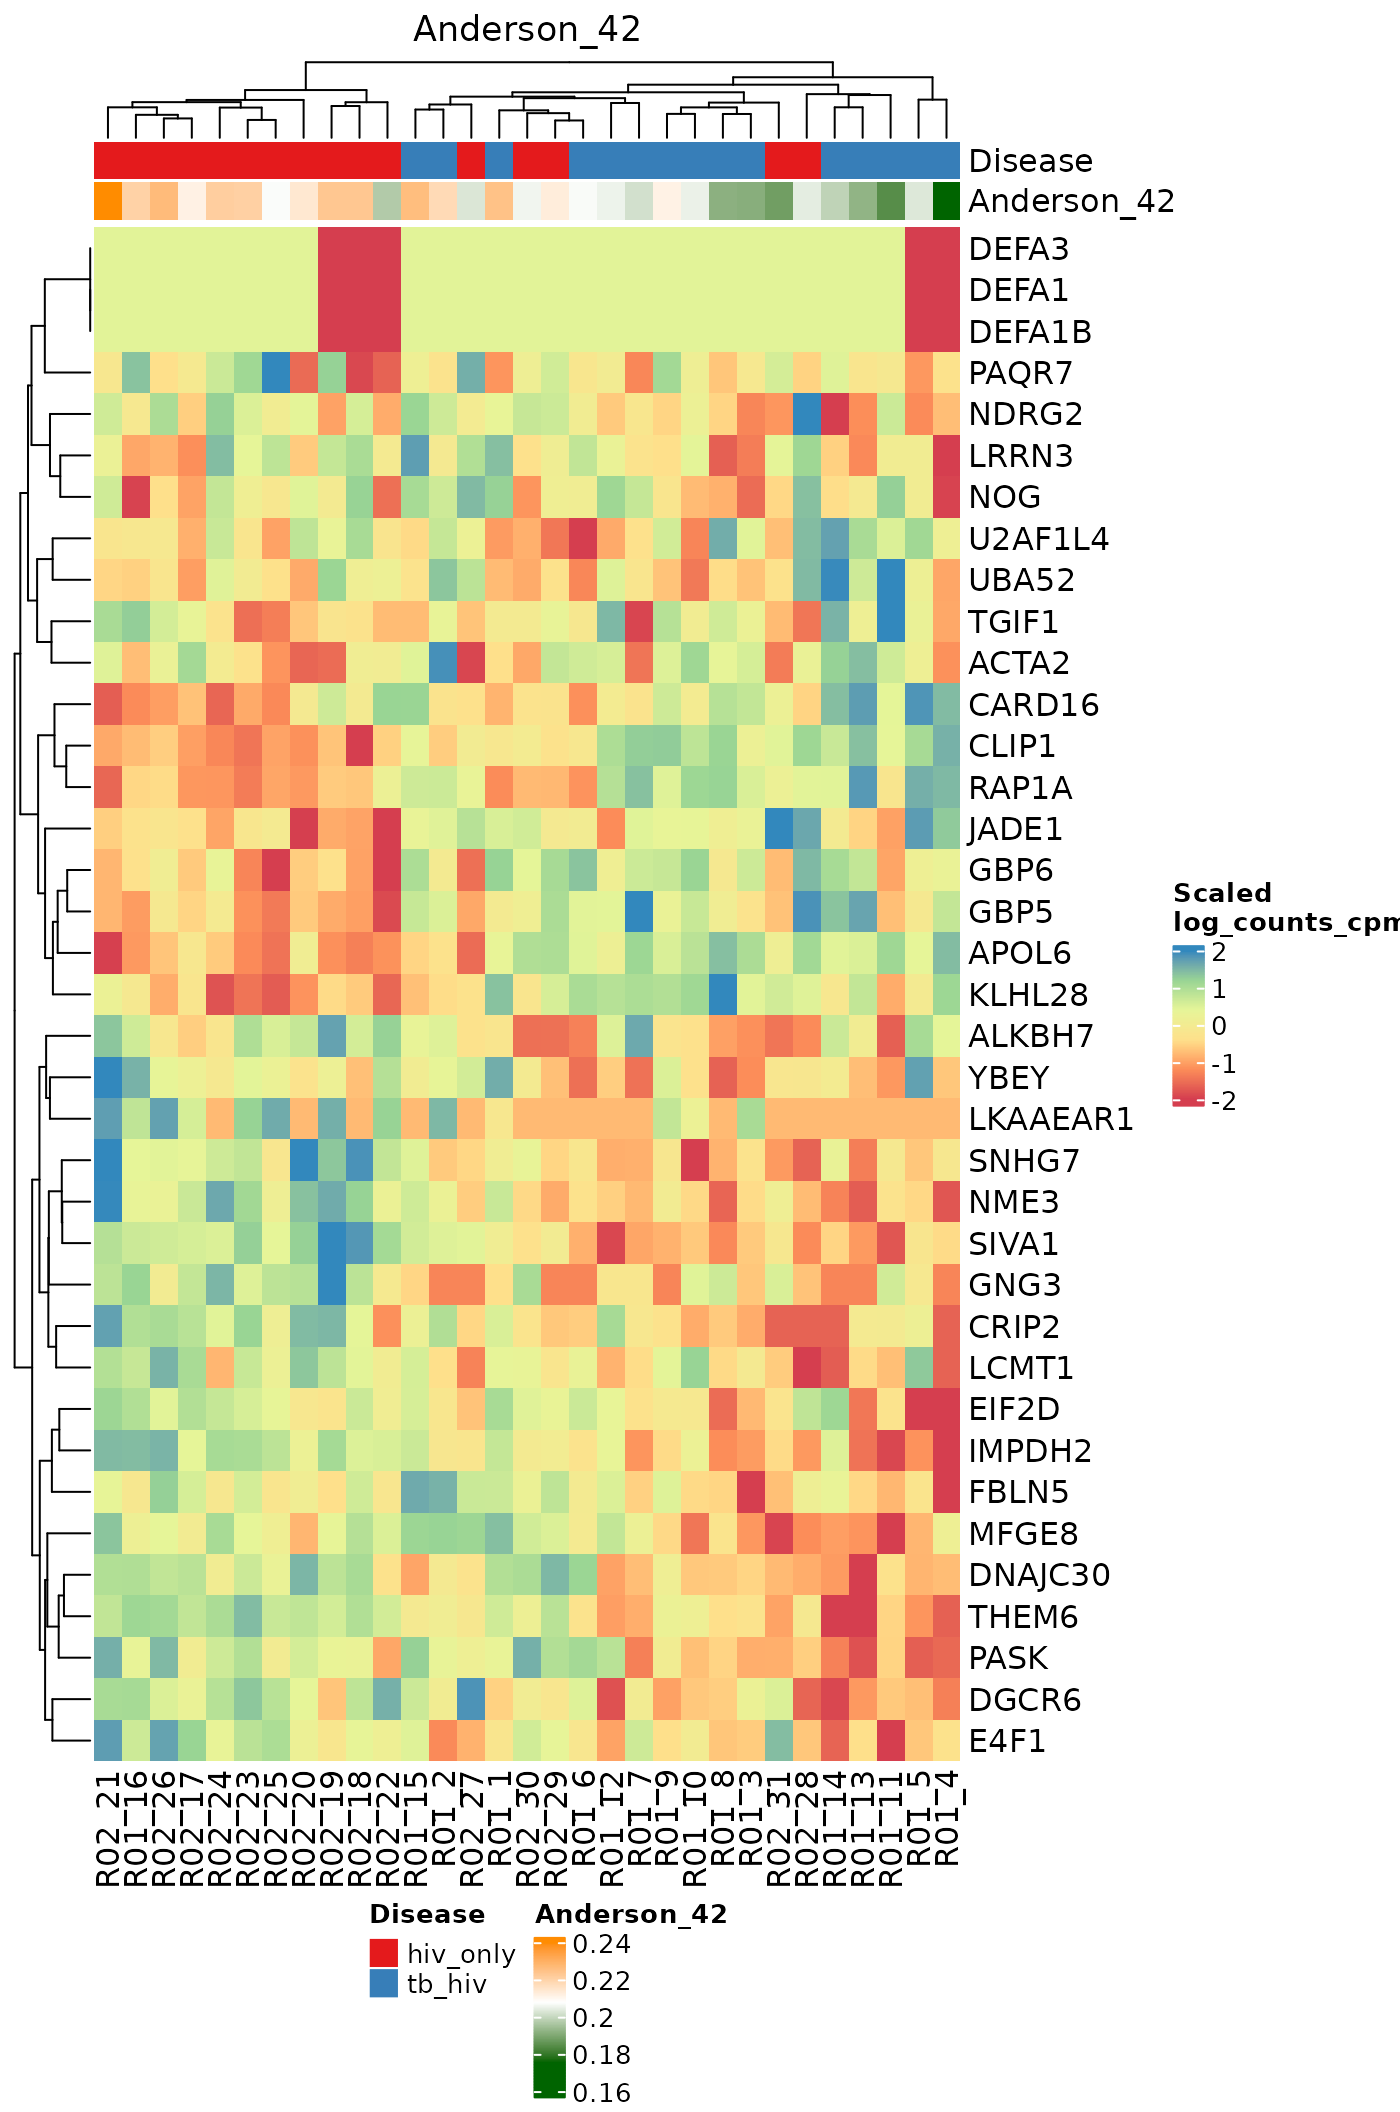 Anderson_42
Disease
Anderson_42
DEFA3
DEFA1
DEFA1B
PAQR7
NDRG2
LRRN3
NOG
U2AF1L4
UBA52
TGIF1
ACTA2
CARD16
CLIP1
RAP1A
JADE1
GBP6
GBP5
APOL6
KLHL28
ALKBH7
YBEY
LKAAEAR1
SNHG7
NME3
SIVA1
GNG3
CRIP2
LCMT1
EIF2D
IMPDH2
FBLN5
MFGE8
DNAJC30
THEM6
PASK
DGCR6
E4F1
Scaled
log_counts_cpm
2
1
0
-1
-2
R02_21
R01_16
R02_26
R02_17
R02_24
R02_23
R02_25
R02_20
R02_19
R02_18
R02_22
R01_15
R01_2
R02_27
R01_1
R02_30
R02_29
R01_6
R01_12
R01_7
R01_9
R01_10
R01_8
R01_3
R02_31
R02_28
R01_14
R01_13
R01_11
R01_5
R01_4
Disease
hiv_only
tb_hiv
Anderson_42
0.24
0.22
0.2
0.18
0.16